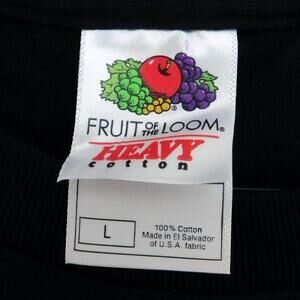 FRUIT OF THE LOOM®
HEAVY
cotton
L
100% Cotton
Made in El Salvador
of U.S.A. fabric